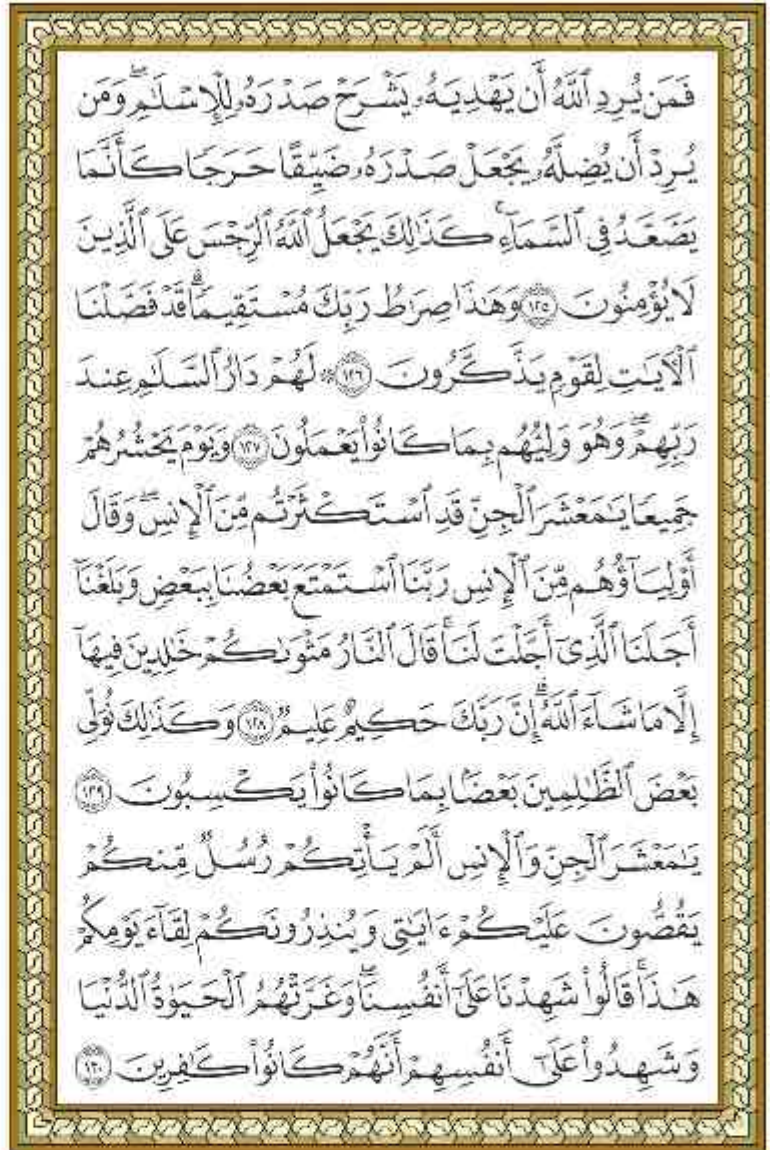 فَمَن يُرِدِ ٱللَّهُ أَن يَهْدِيَهُۥ يَشْرَحْ صَدْرَهُۥ لِلْإِسْلَٰمِ ۖ وَمَن
يُرِدْ أَن يُضِلَّهُۥ يَجْعَلْ صَدْرَهُۥ ضَيِّقًا حَرَجًا كَأَنَّمَا
يَصَّعَّدُ فِى ٱلسَّمَآءِ ۚ كَذَٰلِكَ يَجْعَلُ ٱللَّهُ ٱلرِّجْسَ عَلَى ٱلَّذِينَ
لَا يُؤْمِنُونَ ١٢٥ وَهَٰذَا صِرَٰطُ رَبِّكَ مُسْتَقِيمًا ۗ قَدْ فَصَّلْنَا
ٱلْءَايَٰتِ لِقَوْمٍ يَذَّكَّرُونَ ١٢٦ ۞ لَهُمْ دَارُ ٱلسَّلَٰمِ عِندَ
رَبِّهِمْ ۖ وَهُوَ وَلِيُّهُم بِمَا كَانُوا۟ يَعْمَلُونَ ١٢٧ وَيَوْمَ يَحْشُرُهُمْ
جَمِيعًا يَٰمَعْشَرَ ٱلْجِنِّ قَدِ ٱسْتَكْثَرْتُم مِّنَ ٱلْإِنسِ ۖ وَقَالَ
أَوْلِيَآؤُهُم مِّنَ ٱلْإِنسِ رَبَّنَا ٱسْتَمْتَعَ بَعْضُنَا بِبَعْضٍ وَبَلَغْنَآ
أَجَلَنَا ٱلَّذِىٓ أَجَّلْتَ لَنَا ۚ قَالَ ٱلنَّارُ مَثْوَىٰكُمْ خَٰلِدِينَ فِيهَآ
إِلَّا مَا شَآءَ ٱللَّهُ ۗ إِنَّ رَبَّكَ حَكِيمٌ عَلِيمٌ ١٢٨ وَكَذَٰلِكَ نُوَلِّى
بَعْضَ ٱلظَّٰلِمِينَ بَعْضًۢا بِمَا كَانُوا۟ يَكْسِبُونَ ١٢٩
يَٰمَعْشَرَ ٱلْجِنِّ وَٱلْإِنسِ أَلَمْ يَأْتِكُمْ رُسُلٌ مِّنكُمْ
يَقُصُّونَ عَلَيْكُمْ ءَايَٰتِى وَيُنذِرُونَكُمْ لِقَآءَ يَوْمِكُمْ
هَٰذَا ۚ قَالُوا۟ شَهِدْنَا عَلَىٰٓ أَنفُسِنَا ۖ وَغَرَّتْهُمُ ٱلْحَيَوٰةُ ٱلدُّنْيَا
وَشَهِدُوا۟ عَلَىٰٓ أَنفُسِهِمْ أَنَّهُمْ كَانُوا۟ كَٰفِرِينَ ١٣٠